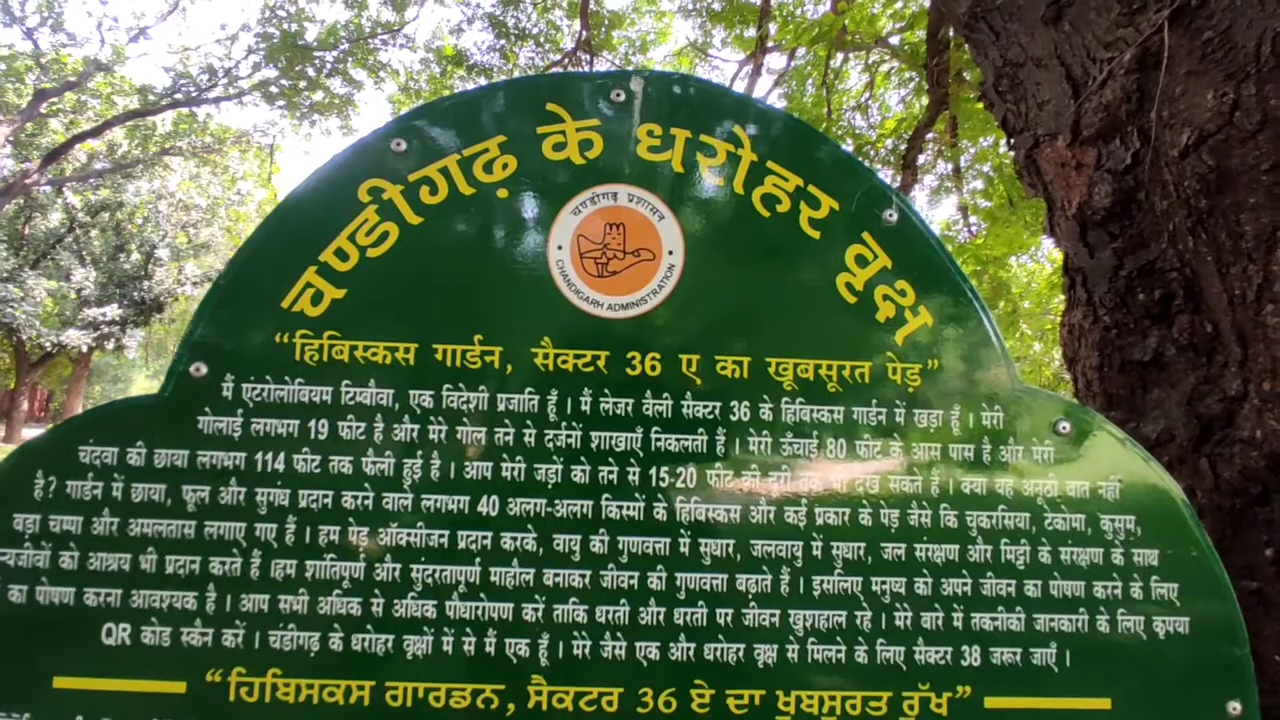 चण्डीगढ़ के धरोहर वृक्ष
चण्डीगढ़ प्रशासन
CHANDIGARH ADMINISTRATION
“हिबिस्कस गार्डन, सैक्टर 36 ए का खूबसूरत पेड़”
मैं एंटरोलोबियम टिम्बौवा, एक विदेशी प्रजाति हूँ । मैं लेजर वैली सैक्टर 36 के हिबिस्कस गार्डन में खड़ा हूँ । मेरी
गोलाई लगभग 19 फीट है और मेरे गोल तने से दर्जनों शाखाएँ निकलती हैं । मेरी ऊँचाई 80 फीट के आस पास है और मेरी
चंदवा की छाया लगभग 114 फीट तक फैली हुई है । आप मेरी जड़ों को तने से 15-20 फीट की दूरी तक भी देख सकते हैं । क्या यह अनूठी बात नहीं
है? गार्डन में छाया, फूल और सुगंध प्रदान करने वाले लगभग 40 अलग-अलग किस्मों के हिबिस्कस और कई प्रकार के पेड़ जैसे कि चुकरसिया, टेकोमा, कुसुम,
बड़ा चम्पा और अमलतास लगाए गए हैं । हम पेड़ ऑक्सीजन प्रदान करके, वायु की गुणवत्ता में सुधार, जलवायु में सुधार, जल संरक्षण और मिट्टी के संरक्षण के साथ
न्यजीवों को आश्रय भी प्रदान करते हैं ।हम शांतिपूर्ण और सुंदरतापूर्ण माहौल बनाकर जीवन की गुणवत्ता बढ़ाते हैं । इसलिए मनुष्य को अपने जीवन का पोषण करने के लिए
का पोषण करना आवश्यक है । आप सभी अधिक से अधिक पौधारोपण करें ताकि धरती और धरती पर जीवन खुशहाल रहे । मेरे बारे में तकनीकी जानकारी के लिए कृपया
QR कोड स्कैन करें । चंडीगढ़ के धरोहर वृक्षों में से मैं एक हूँ । मेरे जैसे एक और धरोहर वृक्ष से मिलने के लिए सैक्टर 38 जरूर जाएँ ।
“ਹਿਬਿਸਕਸ ਗਾਰਡਨ, ਸੈਕਟਰ 36 ਏ ਦਾ ਖੂਬਸੂਰਤ ਰੁੱਖ”